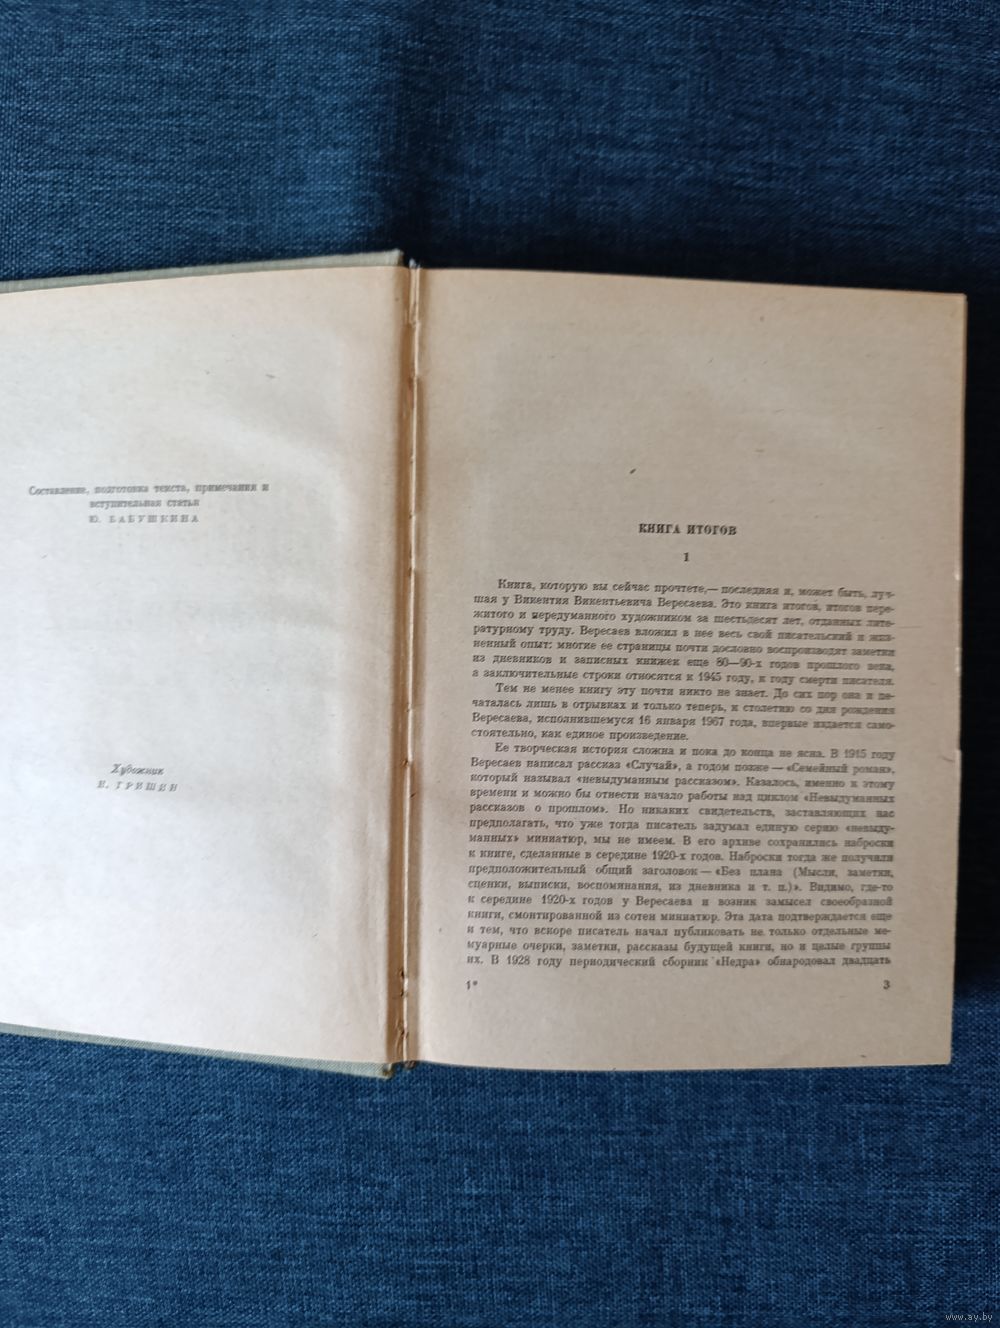 Составление, подготовка текста, примечания и
вступительная статья
Ю. БАБУШКИНА
Художник
Н. ГРИШИН
КНИГА ИТОГОВ
1
Книга, которую вы сейчас прочтете,— последняя и, может быть, луч-
шая у Викентия Викентьевича Вересаева. Это книга итогов, итогов пере-
житого и передуманного художником за шестьдесят лет, отданных лите-
ратурному труду. Вересаев вложил в нее весь свой писательский и жиз-
ненный опыт: многие ее страницы почти дословно воспроизводят заметки
из дневников и записных книжек еще 80—90-х годов прошлого века,
а заключительные строки относятся к 1945 году, к году смерти писателя.
Тем не менее книгу эту почти никто не знает. До сих пор она и пе-
чаталась лишь в отрывках и только теперь, к столетию со дня рождения
Вересаева, исполнившемуся 16 января 1967 года, впервые издается само-
стоятельно, как единое произведение.
Ее творческая история сложна и пока до конца не ясна. В 1915 году
Вересаев написал рассказ «Случай», а годом позже — «Семейный роман»,
который называл «невыдуманным рассказом». Казалось, именно к этому
времени и можно бы отнести начало работы над циклом «Невыдуманных
рассказов о прошлом». Но никаких свидетельств, заставляющих нас
предполагать, что уже тогда писатель задумал единую серию «невыду-
манных» миниатюр, мы не имеем. В его архиве сохранились наброски
к книге, сделанные в середине 1920-х годов. Наброски тогда же получили
предположительный общий заголовок — «Без плана (Мысли, заметки,
сценки, выписки, воспоминания, из дневника и т. п.)». Видимо, где-то
к середине 1920-х годов у Вересаева и возник замысел своеобразной
книги, смонтированной из сотен миниатюр. Эта дата подтверждается еще
и тем, что вскоре писатель начал публиковать не только отдельные ме-
муарные очерки, заметки, рассказы будущей книги, но и целые группы
их. В 1928 году периодический сборник «Недра» обнародовал двадцать
1*
3
www.ay.by